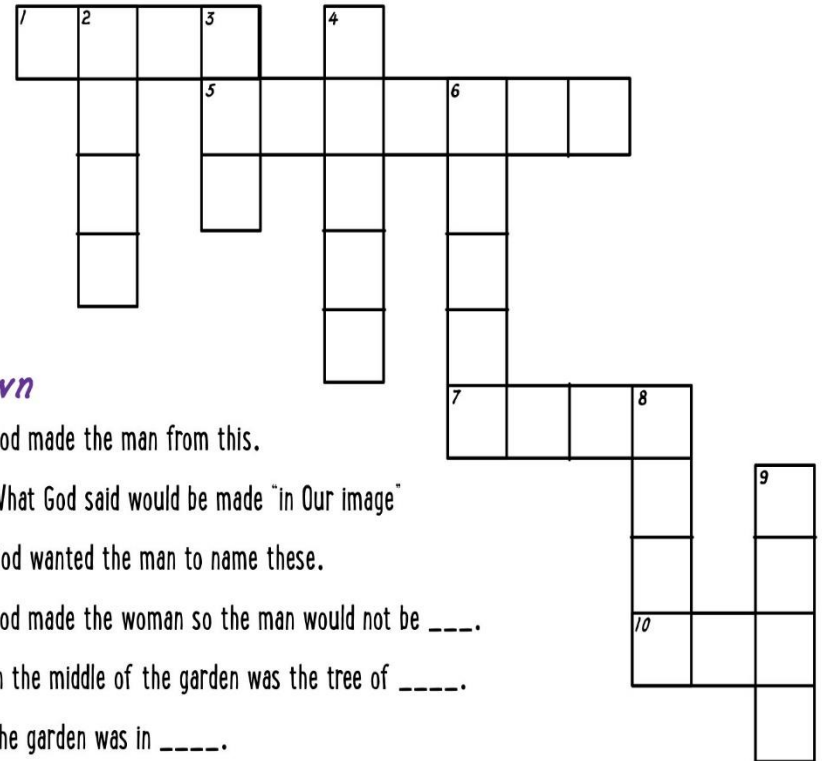 1 2 3 4
5 6
wn
7 8
od made the man from this.
9
What God said would be made "in Our image"
od wanted the man to name these.
od made the woman so the man would not be ___.
10
n the middle of the garden was the tree of ____.
he garden was in ____.